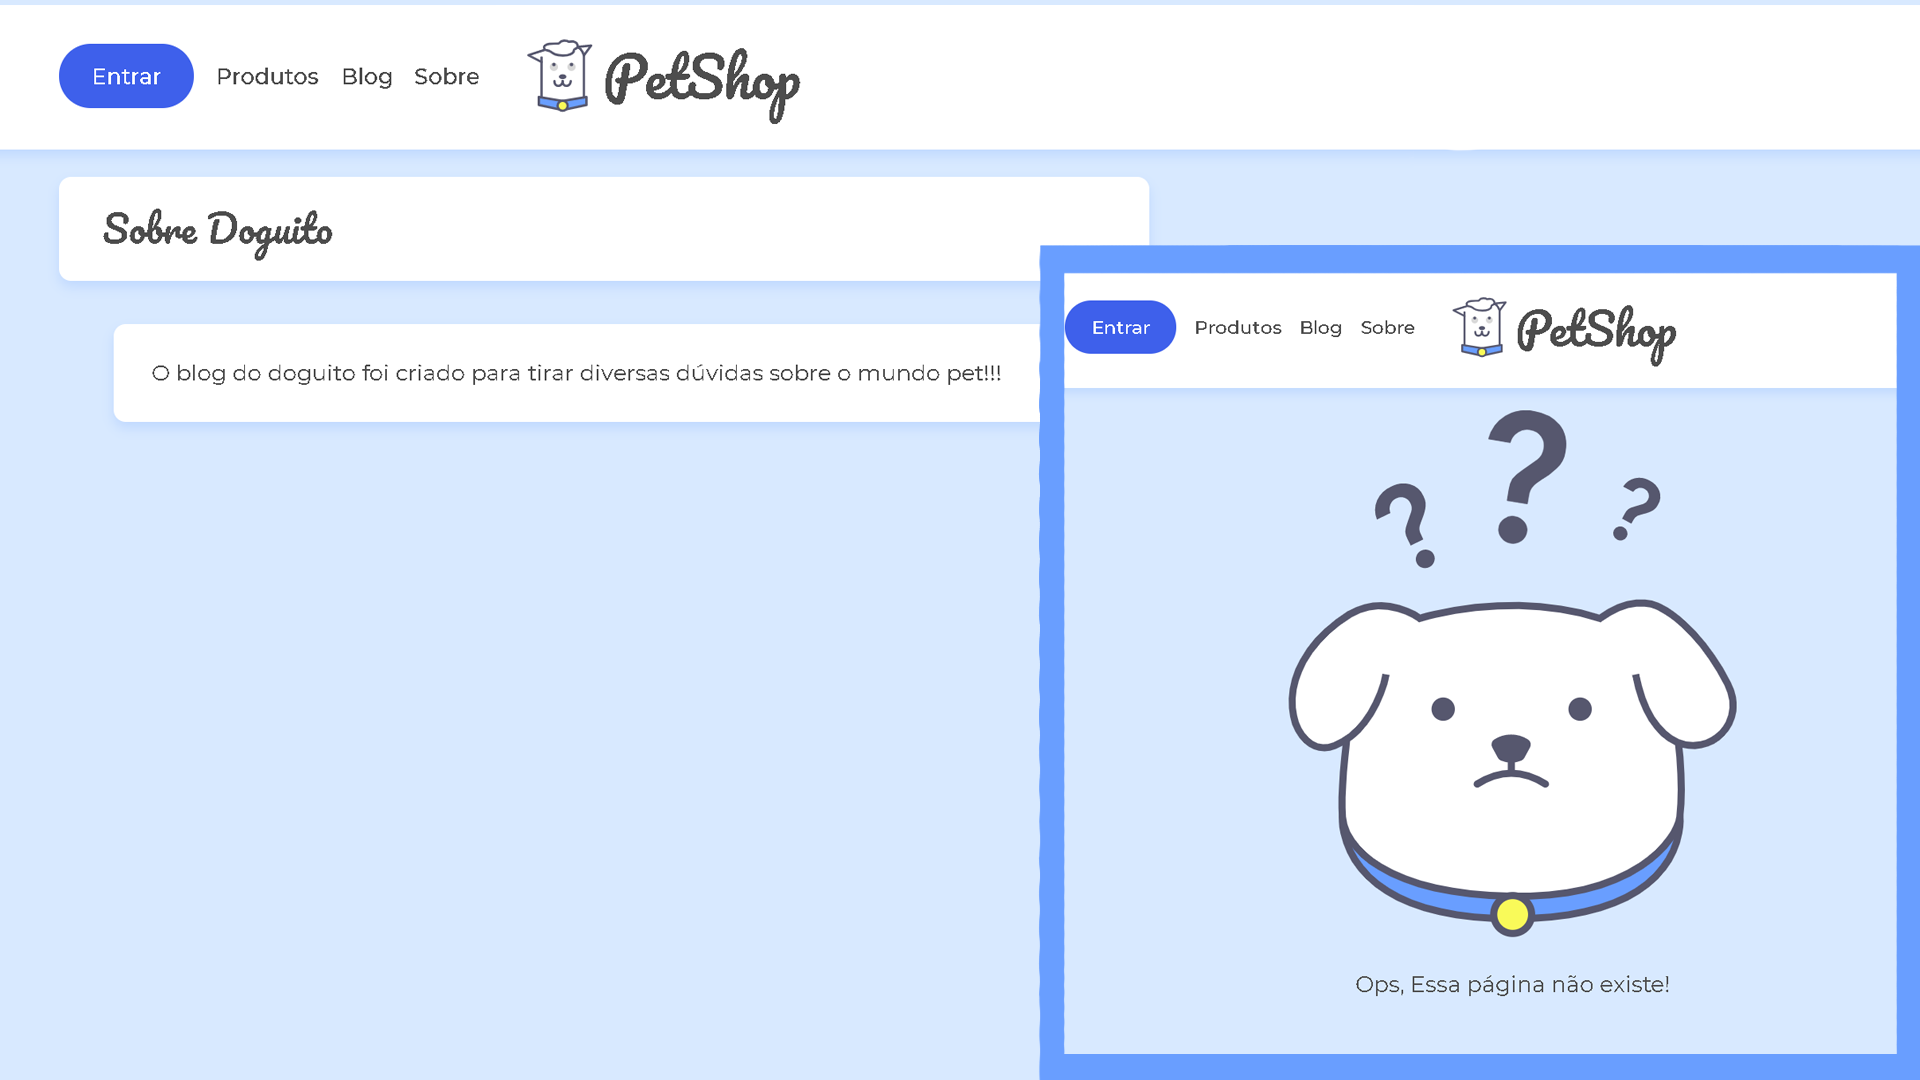 Entrar Produtos Blog Sobre PetShop
Sobre Doguito
O blog do doguito foi criado para tirar diversas dúvidas sobre o mundo pet!!!
Entrar Produtos Blog Sobre PetShop
? ? ?
Ops, Essa página não existe!